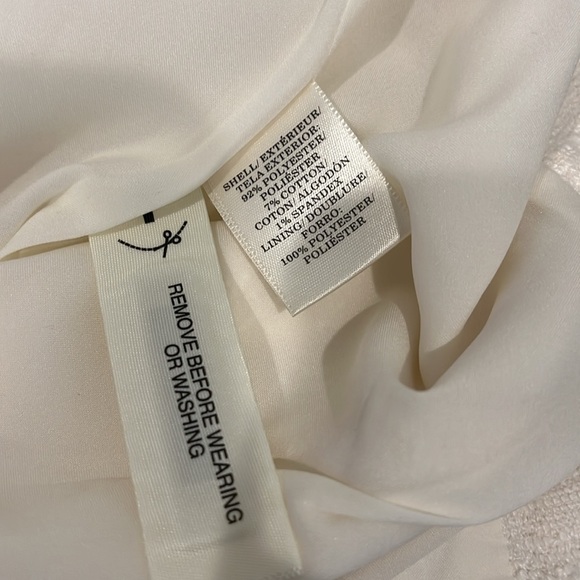 SHELL/EXTÉRIEUR/
TELA EXTERIOR:
92% POLYESTER/
POLIÉSTER
7% COTTON/
COTON/ALGODÓN
1% SPANDEX
LINING/DOUBLURE/
FORRO:
100% POLYESTER/
POLIÉSTER
REMOVE BEFORE WEARING
OR WASHING